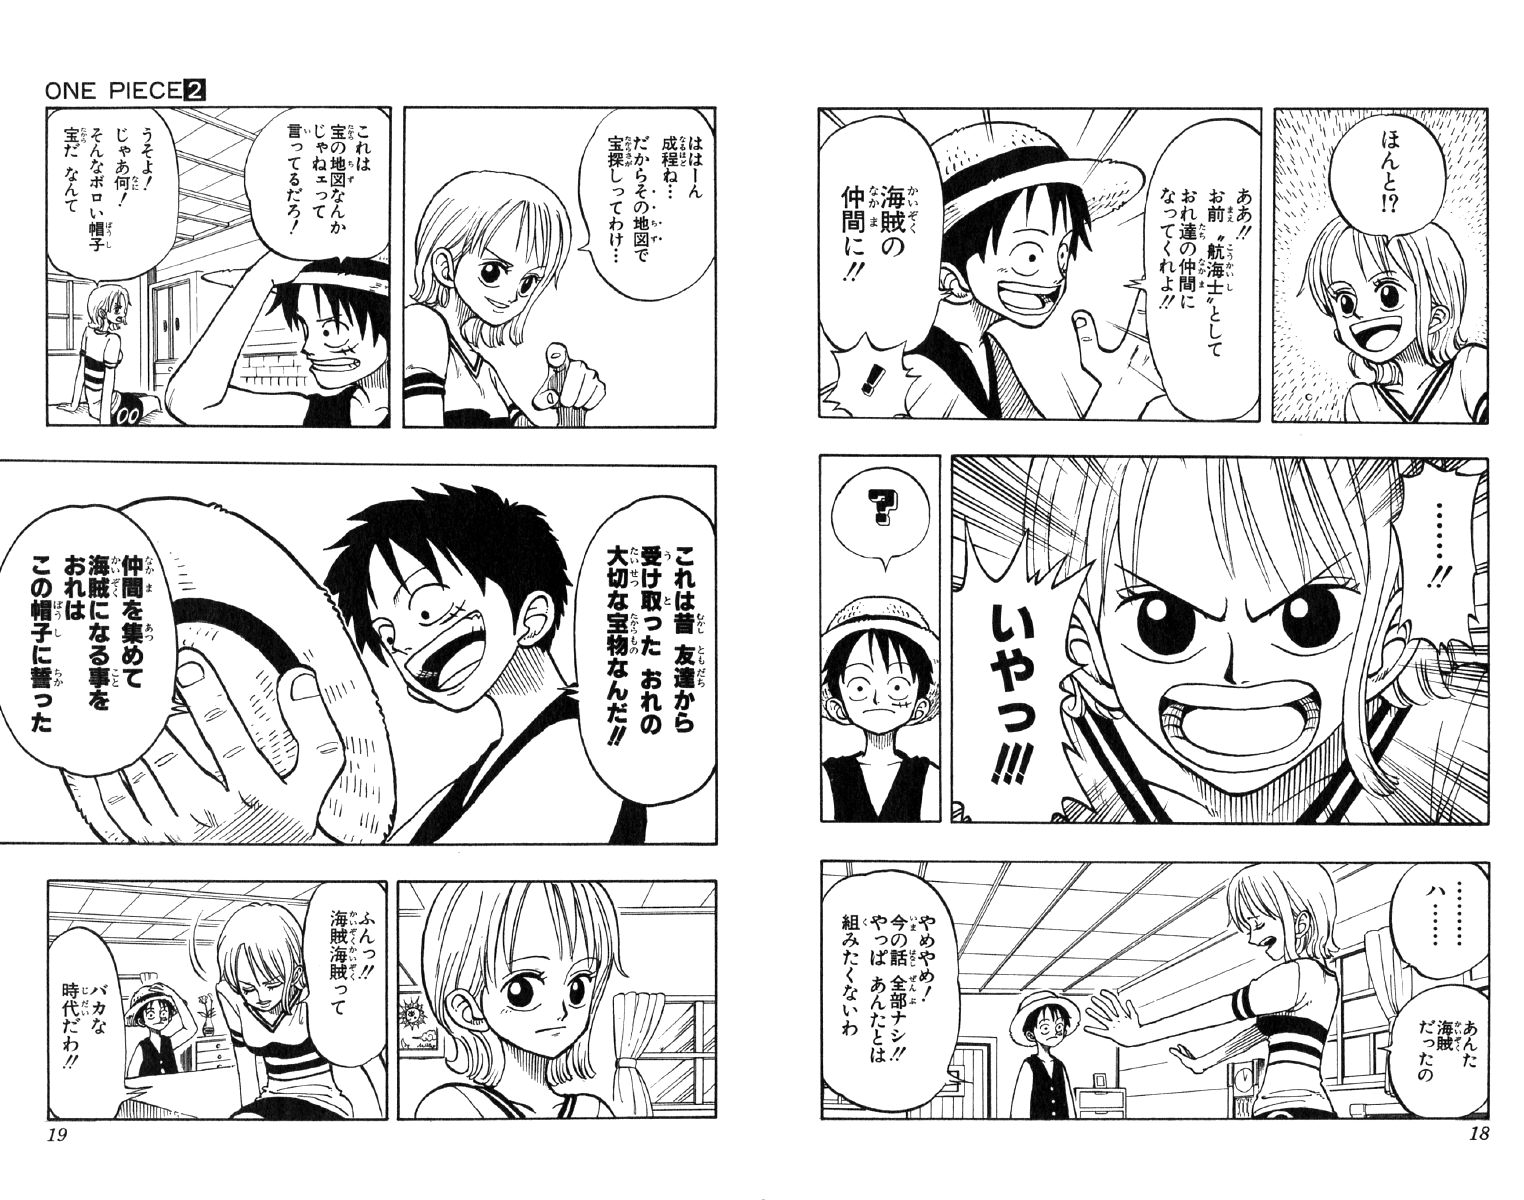 ほんと!?
ああ!!
お前〝航海士〟として
おれ達の仲間に
なってくれよ!!
海賊の
仲間に!!
!
………!!
いやっ!!!
?
………
ハ……
あんた
海賊
だったの
やめやめ!
今の話 全部ナシ!!
やっぱ あんたとは
組みたくないわ
18
ONE PIECE 2
ははーん
成程ね…
だからその地図で
宝探しってわけ…
これは
宝の地図なんか
じゃねェって
言ってるだろ!
うそよ!
じゃあ何!
そんなボロい帽子
宝だ なんて
これは昔 友達から
受け取った おれの
大切な宝物なんだ!!
仲間を集めて
海賊になる事を
おれは
この帽子に誓った
ふんっ!!
海賊海賊って
バカな
時代だわ!!
19